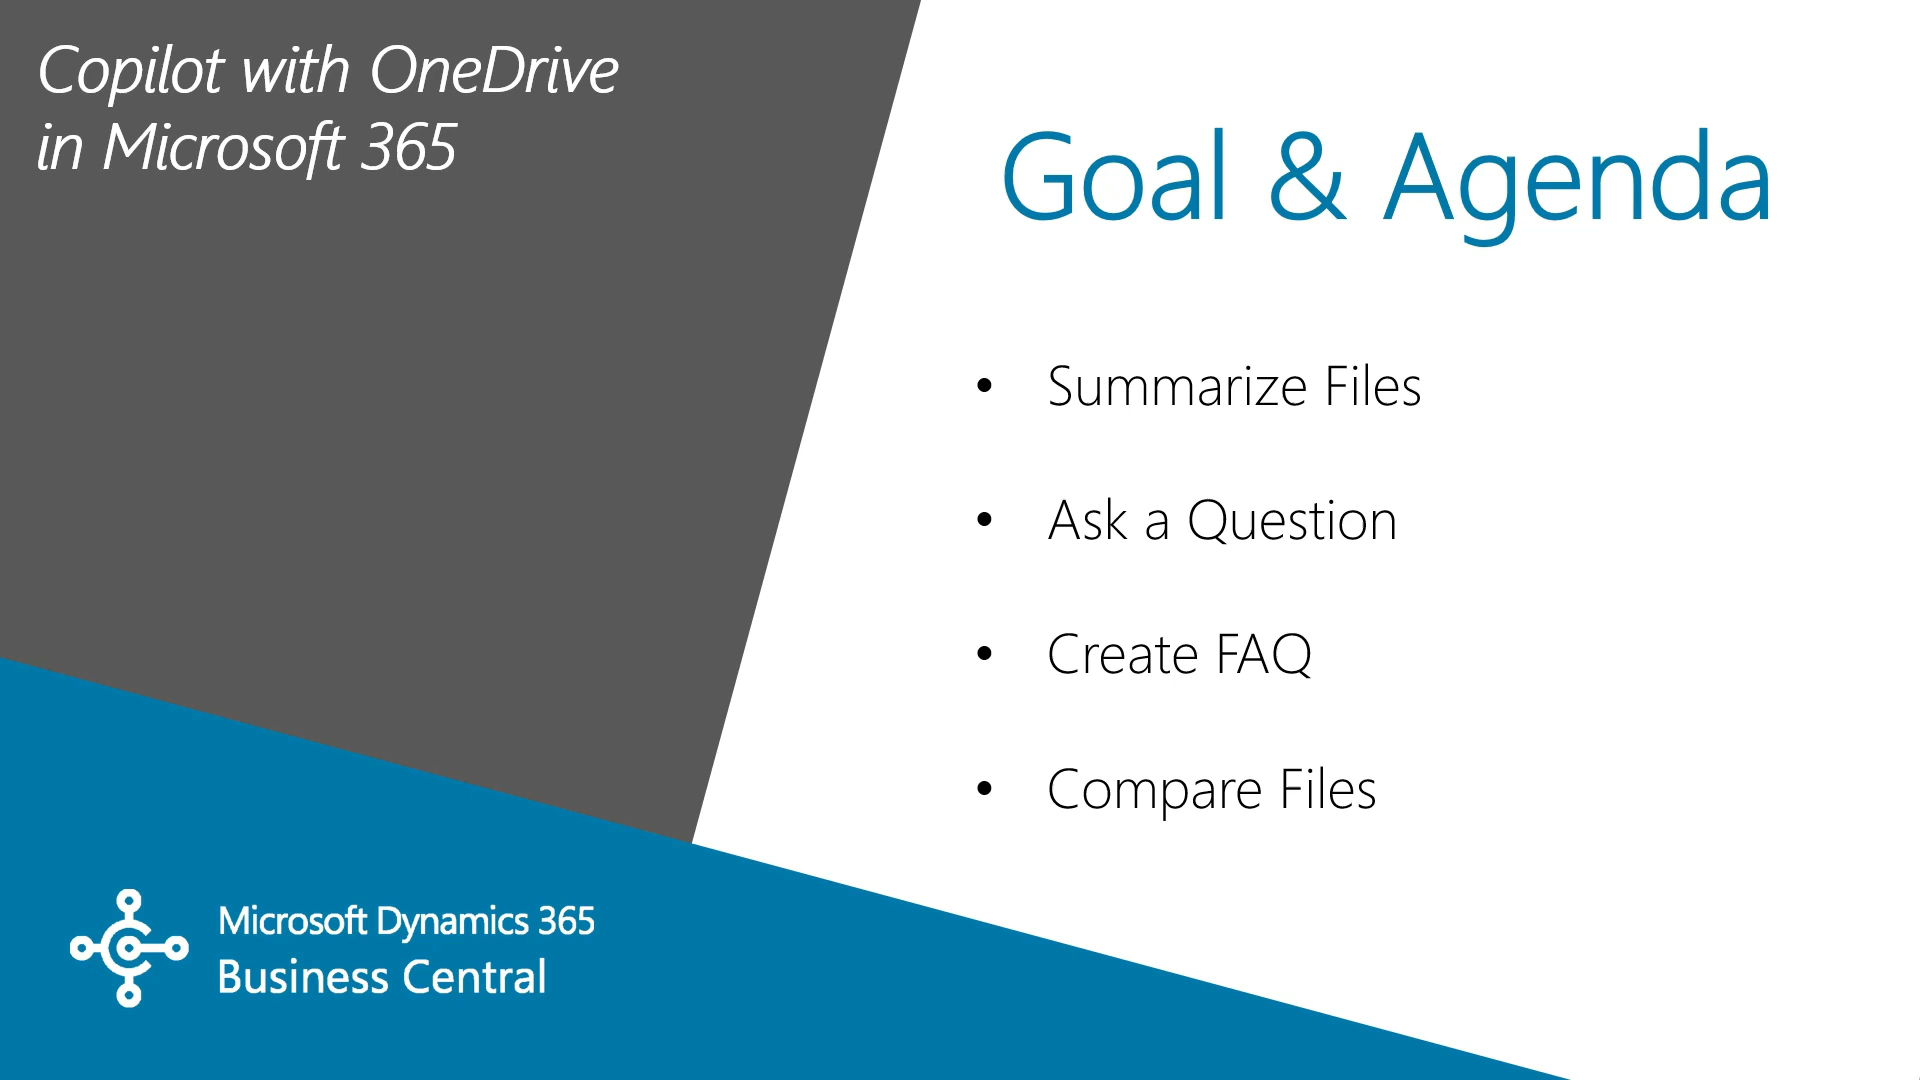 Copilot with OneDrive
in Microsoft 365
Goal & Agenda
• Summarize Files
• Ask a Question
• Create FAQ
• Compare Files
Microsoft Dynamics 365
Business Central